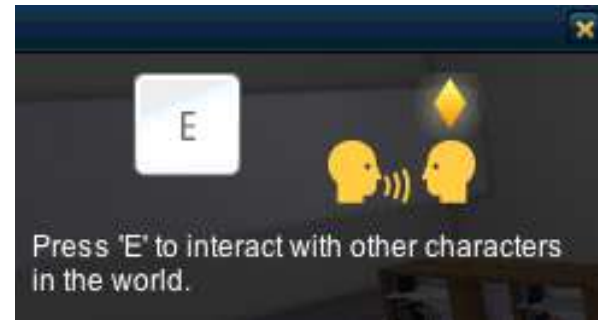 E
Press 'E' to interact with other characters
in the world.